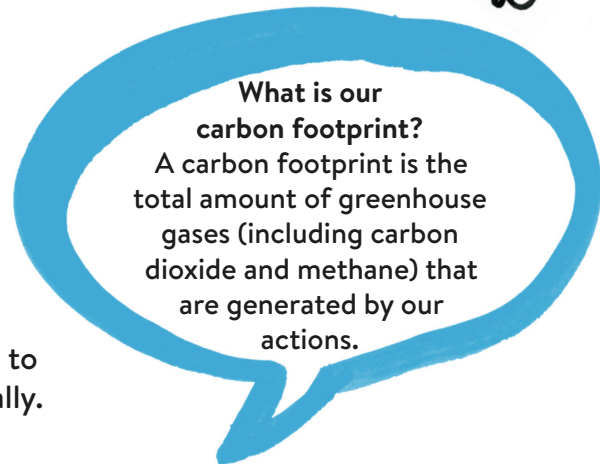 What is our
carbon footprint?
A carbon footprint is the
total amount of greenhouse
gases (including carbon
dioxide and methane) that
are generated by our
actions.
to